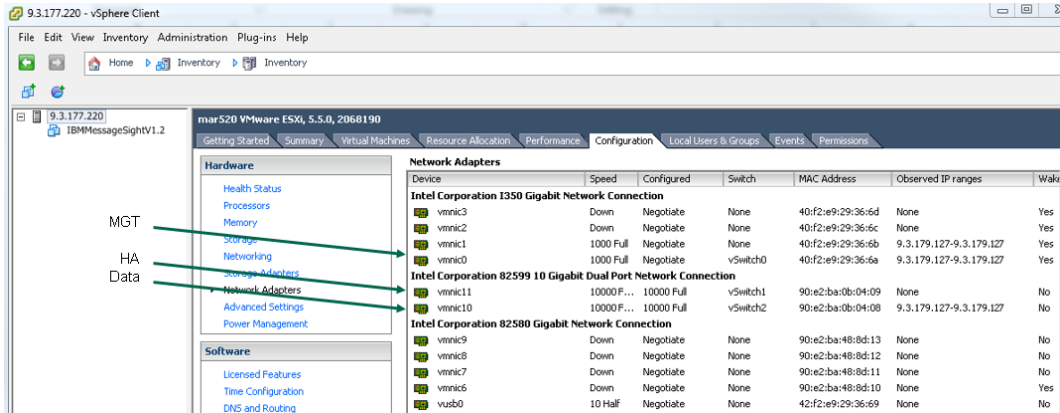 9.3.177.220 - vSphere Client
File Edit View Inventory Administration Plug-ins Help
Home Inventory Inventory
9.3.177.220
IBMMessageSightV1.2
mar520 VMware ESXi, 5.5.0, 2068190
Getting Started Summary Virtual Machines Resource Allocation Performance Configuration Local Users & Groups Events Permissions
Hardware
Health Status
Processors
Memory
Storage
Networking
Storage Adapters
Network Adapters
Advanced Settings
Power Management
Software
Licensed Features
Time Configuration
DNS and Routing
MGT
HA
Data
Network Adapters
Device Speed Configured Switch MAC Address Observed IP ranges Wake
Intel Corporation I350 Gigabit Network Connection
vmnic3 Down Negotiate None 40:f2:e9:29:36:6d None Yes
vmnic2 Down Negotiate None 40:f2:e9:29:36:6c None Yes
vmnic1 1000 Full Negotiate None 40:f2:e9:29:36:6b 9.3.179.127-9.3.179.127 Yes
vmnic0 1000 Full Negotiate vSwitch0 40:f2:e9:29:36:6a 9.3.179.127-9.3.179.127 Yes
Intel Corporation 82599 10 Gigabit Dual Port Network Connection
vmnic11 10000 F... 10000 Full vSwitch1 90:e2:ba:0b:04:09 None No
vmnic10 10000 F... 10000 Full vSwitch2 90:e2:ba:0b:04:08 9.3.179.127-9.3.179.127 No
Intel Corporation 82580 Gigabit Network Connection
vmnic9 Down Negotiate None 90:e2:ba:48:8d:13 None No
vmnic8 Down Negotiate None 90:e2:ba:48:8d:12 None No
vmnic7 Down Negotiate None 90:e2:ba:48:8d:11 None No
vmnic6 Down Negotiate None 90:e2:ba:48:8d:10 None Yes
vusb0 10 Half Negotiate None 42:f2:e9:29:36:69 None No